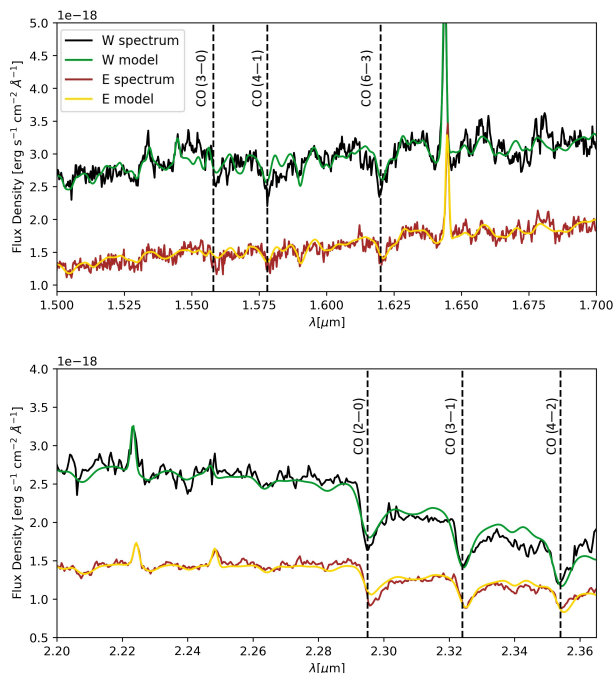 1e−18
5.0
4.5
4.0
3.5
3.0
2.5
2.0
1.5
1.0
Flux Density [erg s⁻¹ cm⁻² Å⁻¹]
W spectrum
W model
E spectrum
E model
CO (3—0)
CO (4—1)
CO (6—3)
1.500 1.525 1.550 1.575 1.600 1.625 1.650 1.675 1.700
λ[μm]
1e−18
4.0
3.5
3.0
2.5
2.0
1.5
1.0
0.5
Flux Density [erg s⁻¹ cm⁻² Å⁻¹]
CO (2—0)
CO (3—1)
CO (4—2)
2.20 2.22 2.24 2.26 2.28 2.30 2.32 2.34 2.36
λ[μm]